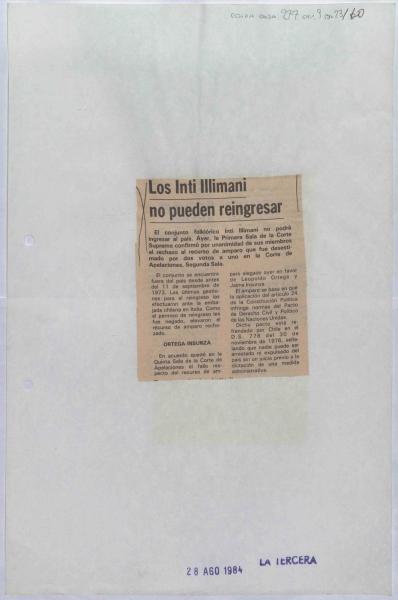 Los Inti Illimani
no pueden reingresar
El conjunto folklórico Inti Illimani no podrá
ingresar al país. Ayer, la Primera Sala de la Corte
Suprema confirmó por unanimidad de sus miembros
el rechazo al recurso de amparo que fue desesti-
mado por dos votos a uno en la Corte de
Apelaciones, Segunda Sala.
El conjunto se encuentra
fuera del país desde antes
del 11 de septiembre de
1973. Las últimas gestio-
nes para el reingreso las
efectuaron ante la emba-
jada chilena en Italia. Como
el permiso de reingreso les
fue negado, elevaron el
recurso de amparo recha-
zado.
ORTEGA-INSUNZA
En acuerdo quedó en la
Quinta Sala de la Corte de
Apelaciones el fallo res-
pecto del recurso de am-
paro alegado ayer en favor
de Leopoldo Ortega y
Jaime Insunza.
El amparo se basa en que
la aplicación del artículo 24
de la Constitución Política
infringe normas del Pacto
de Derecho Civil y Político
de las Naciones Unidas.
Dicho pacto está re-
frendado por Chile en el
D.S. 778 del 30 de
noviembre de 1976, seña-
lando que nadie puede ser
arrestado ni expulsado del
país sin un juicio previo a la
dictación de una medida
administrativa.
28 AGO 1984
LA TERCERA